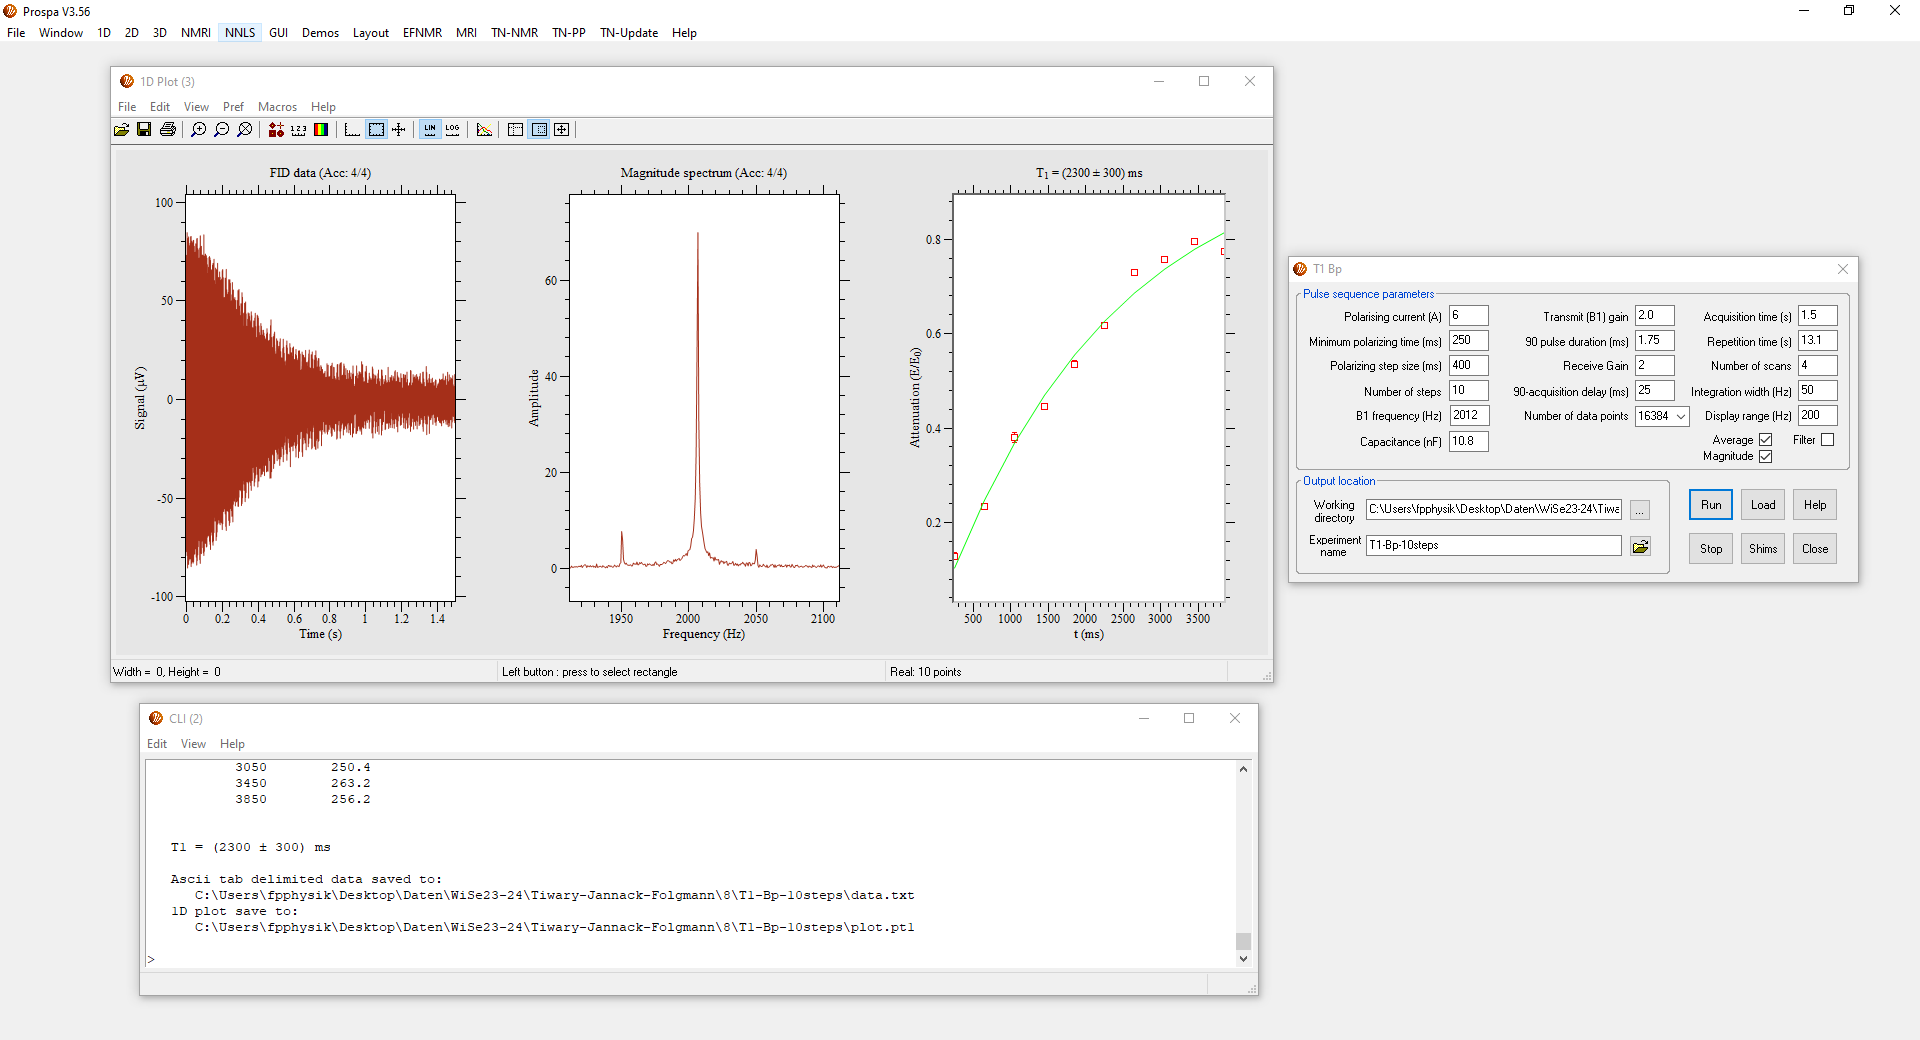 Prospa V3.56
File Window 1D 2D 3D NMRI NNLS GUI Demos Layout EFNMR MRI TN-NMR TN-PP TN-Update Help
1D Plot (3)
File Edit View Pref Macros Help
1 2 3 LIN LOG
FID data (Acc: 4/4)
100
50
0
-50
-100
Signal (µV)
0 0.2 0.4 0.6 0.8 1 1.2 1.4
Time (s)
Magnitude spectrum (Acc: 4/4)
60
40
20
0
Amplitude
1950 2000 2050 2100
Frequency (Hz)
T1 = (2300 ± 300) ms
0.8
0.6
0.4
0.2
Attenuation (E/E0)
500 1000 1500 2000 2500 3000 3500
t (ms)
Width = 0, Height = 0 Left button : press to select rectangle Real: 10 points
T1 Bp
Pulse sequence parameters
Polarising current (A) 6 Transmit (B1) gain 2.0 Acquisition time (s) 1.5
Minimum polarizing time (ms) 250 90 pulse duration (ms) 1.75 Repetition time (s) 13.1
Polarizing step size (ms) 400 Receive Gain 2 Number of scans 4
Number of steps 10 90-acquisition delay (ms) 25 Integration width (Hz) 50
B1 frequency (Hz) 2012 Number of data points 16384 Display range (Hz) 200
Capacitance (nF) 10.8 Average Filter
Magnitude
Output location
Working directory C:\Users\fpphysik\Desktop\Daten\WiSe23-24\Tiwa ...
Experiment name T1-Bp-10steps
Run Load Help
Stop Shims Close
CLI (2)
Edit View Help
3050 250.4
3450 263.2
3850 256.2
T1 = (2300 ± 300) ms
Ascii tab delimited data saved to:
C:\Users\fpphysik\Desktop\Daten\WiSe23-24\Tiwary-Jannack-Folgmann\8\T1-Bp-10steps\data.txt
1D plot save to:
C:\Users\fpphysik\Desktop\Daten\WiSe23-24\Tiwary-Jannack-Folgmann\8\T1-Bp-10steps\plot.pt1
>